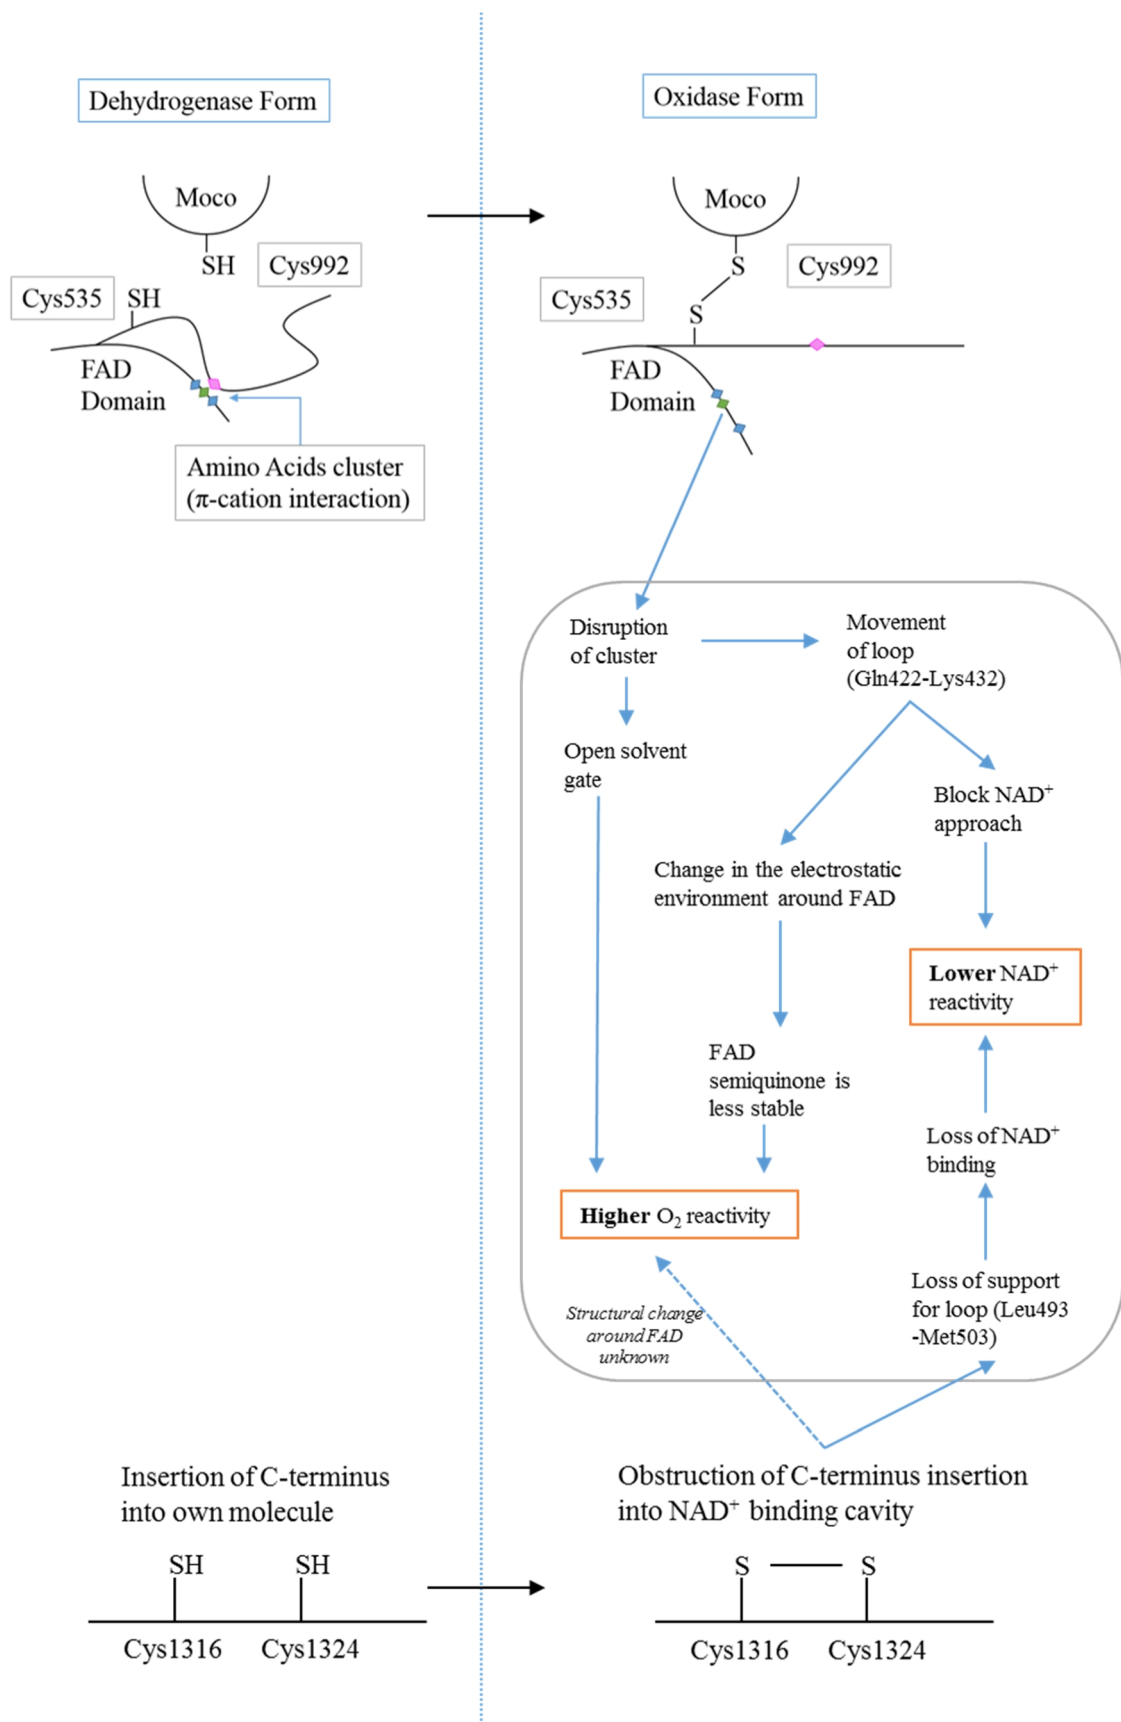 Dehydrogenase Form
Oxidase Form
Moco
SH
Cys992
Cys535
SH
FAD
Domain
Amino Acids cluster
(π-cation interaction)
Moco
S
Cys992
Cys535
S
FAD
Domain
Disruption
of cluster
Movement
of loop
(Gln422-Lys432)
Open solvent
gate
Block NAD⁺
approach
Change in the electrostatic
environment around FAD
Lower NAD⁺
reactivity
FAD
semiquinone is
less stable
Loss of NAD⁺
binding
Higher O₂ reactivity
Loss of support
for loop (Leu493
-Met503)
Structural change
around FAD
unknown
Insertion of C-terminus
into own molecule
Obstruction of C-terminus insertion
into NAD⁺ binding cavity
SH SH
Cys1316 Cys1324
S S
Cys1316 Cys1324